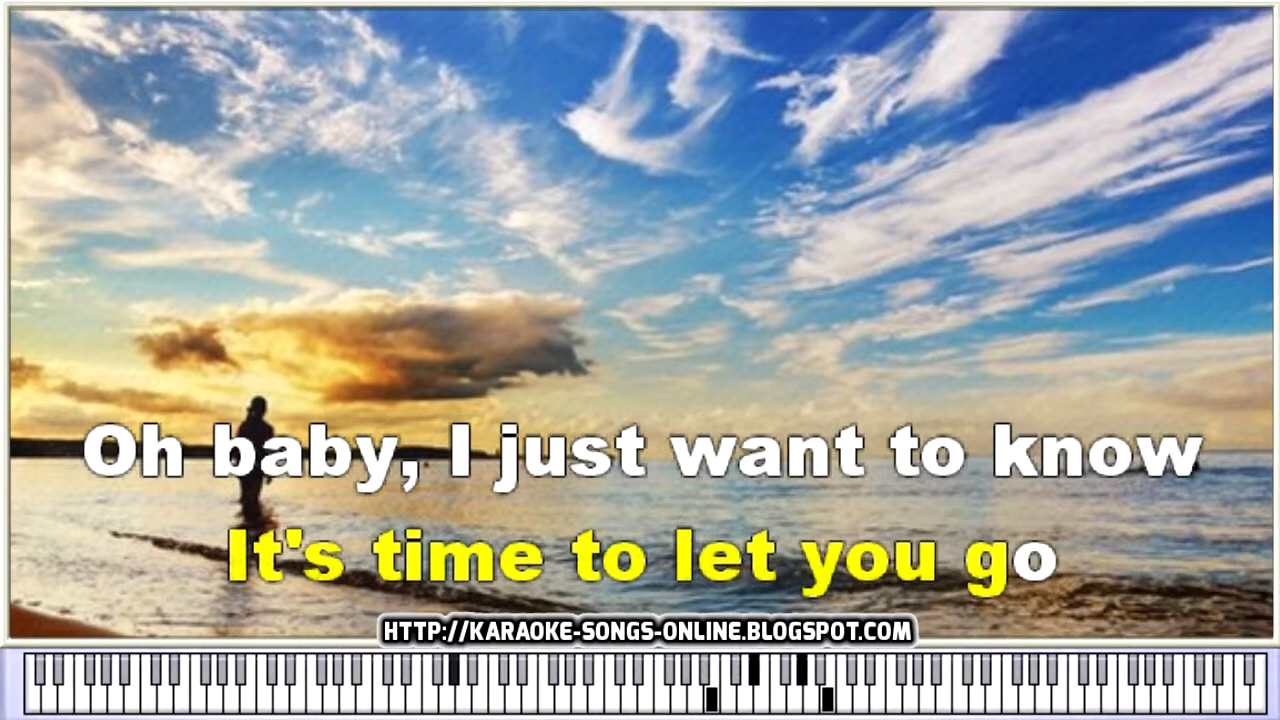 Oh baby, I just want to know
It's time to let you go
HTTP://KARAOKE-SONGS-ONLINE.BLOGSPOT.COM